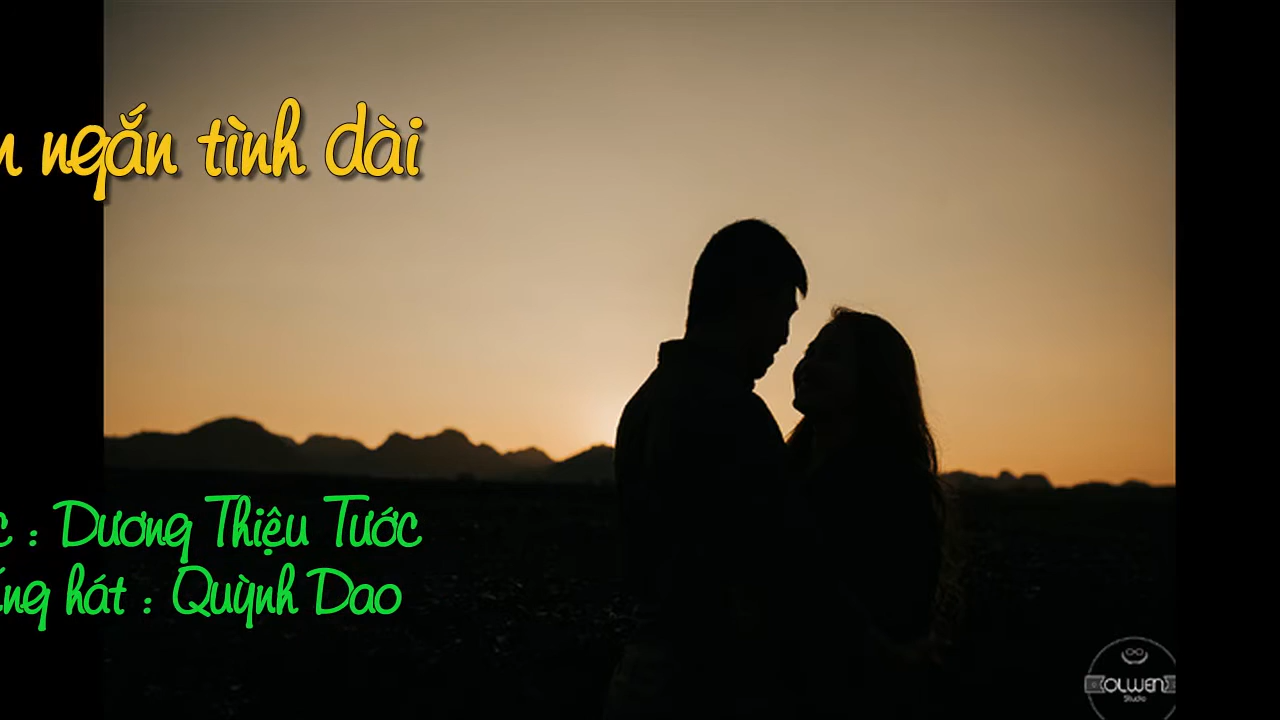 n ngắn tình dài
c : Dương Thiệu Tước
ng hát : Quỳnh Dao
OLWEN
Studio